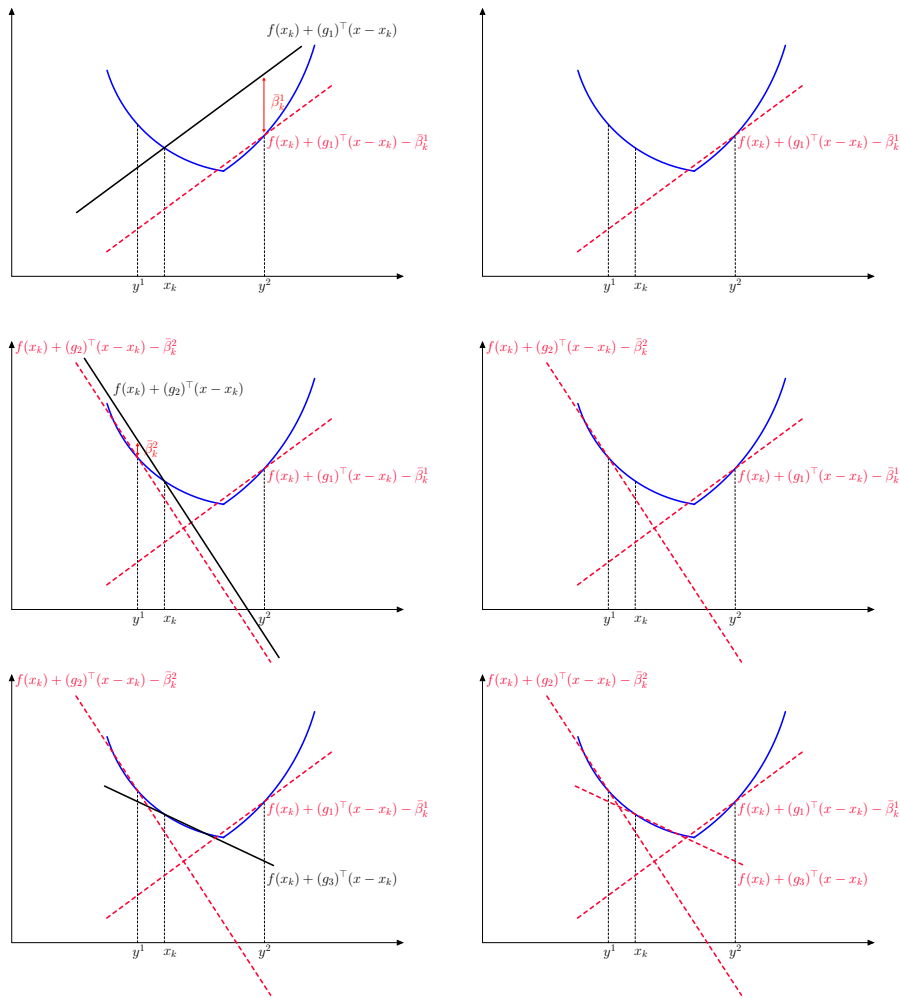 f(x_k) + (g_1)^⊤(x − x_k)
β̄_k^1
f(x_k) + (g_1)^⊤(x − x_k) − β̄_k^1
y^1 x_k y^2
f(x_k) + (g_1)^⊤(x − x_k) − β̄_k^1
y^1 x_k y^2
f(x_k) + (g_2)^⊤(x − x_k) − β̄_k^2
f(x_k) + (g_2)^⊤(x − x_k)
β̄_k^2
f(x_k) + (g_1)^⊤(x − x_k) − β̄_k^1
y^1 x_k y^2
f(x_k) + (g_2)^⊤(x − x_k) − β̄_k^2
f(x_k) + (g_1)^⊤(x − x_k) − β̄_k^1
y^1 x_k y^2
f(x_k) + (g_2)^⊤(x − x_k) − β̄_k^2
f(x_k) + (g_1)^⊤(x − x_k) − β̄_k^1
f(x_k) + (g_3)^⊤(x − x_k)
y^1 x_k y^2
f(x_k) + (g_2)^⊤(x − x_k) − β̄_k^2
f(x_k) + (g_1)^⊤(x − x_k) − β̄_k^1
f(x_k) + (g_3)^⊤(x − x_k)
y^1 x_k y^2